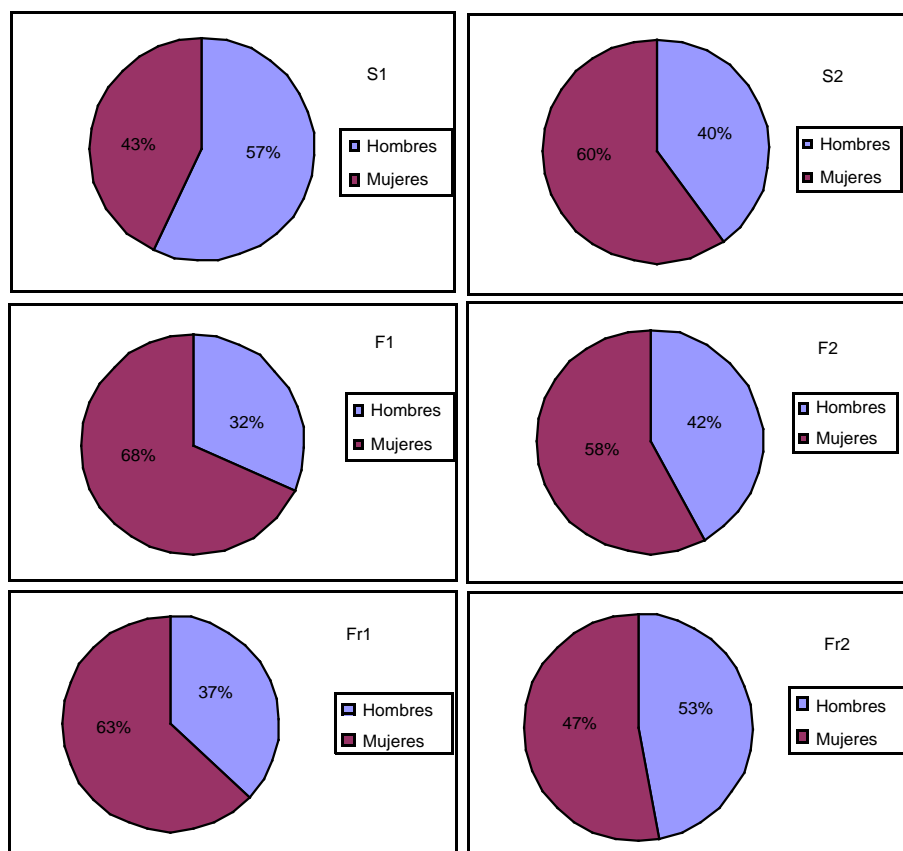 S1
43%
57%
Hombres
Mujeres
S2
60%
40%
Hombres
Mujeres
F1
68%
32%
Hombres
Mujeres
F2
58%
42%
Hombres
Mujeres
Fr1
63%
37%
Hombres
Mujeres
Fr2
47%
53%
Hombres
Mujeres